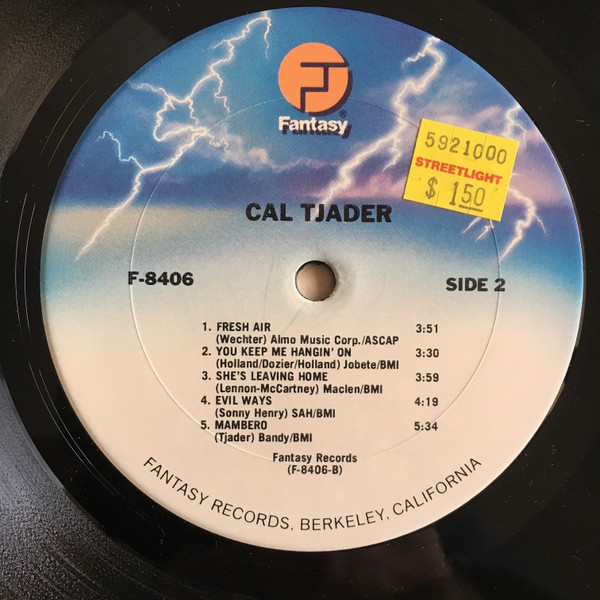 Fantasy®
5921000
STREETLIGHT
$ 1.50
CAL TJADER
F-8406
SIDE 2
1. FRESH AIR 3:51
(Wechter) Almo Music Corp./ASCAP
2. YOU KEEP ME HANGIN' ON 3:30
(Holland/Dozier/Holland) Jobete/BMI
3. SHE'S LEAVING HOME 3:59
(Lennon-McCartney) Maclen/BMI
4. EVIL WAYS 4:19
(Sonny Henry) SAH/BMI
5. MAMBERO 5:34
(Tjader) Bandy/BMI
Fantasy Records
(F-8406-B)
FANTASY RECORDS, BERKELEY, CALIFORNIA